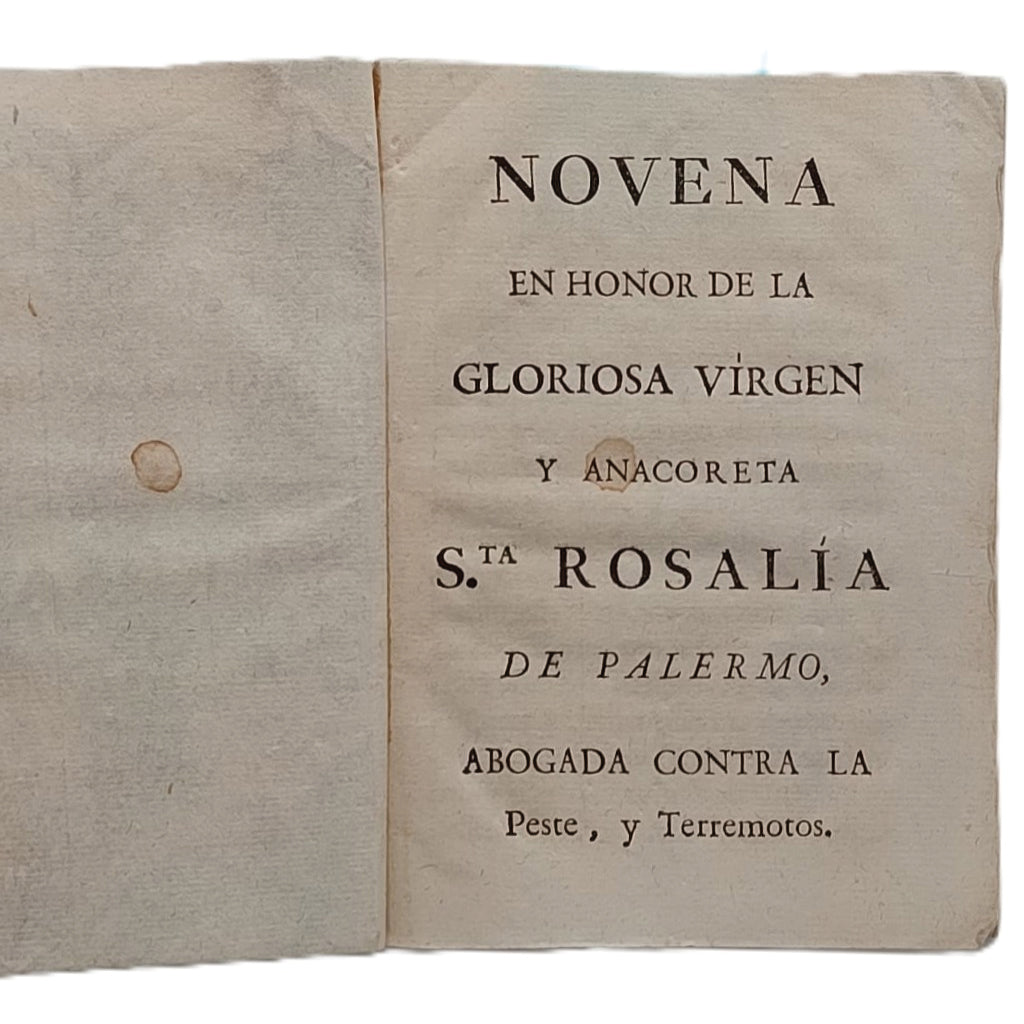 NOVENA
EN HONOR DE LA
GLORIOSA VÍRGEN
Y ANACORETA
S.TA ROSALÍA
DE PALERMO,
ABOGADA CONTRA LA
Peste, y Terremotos.